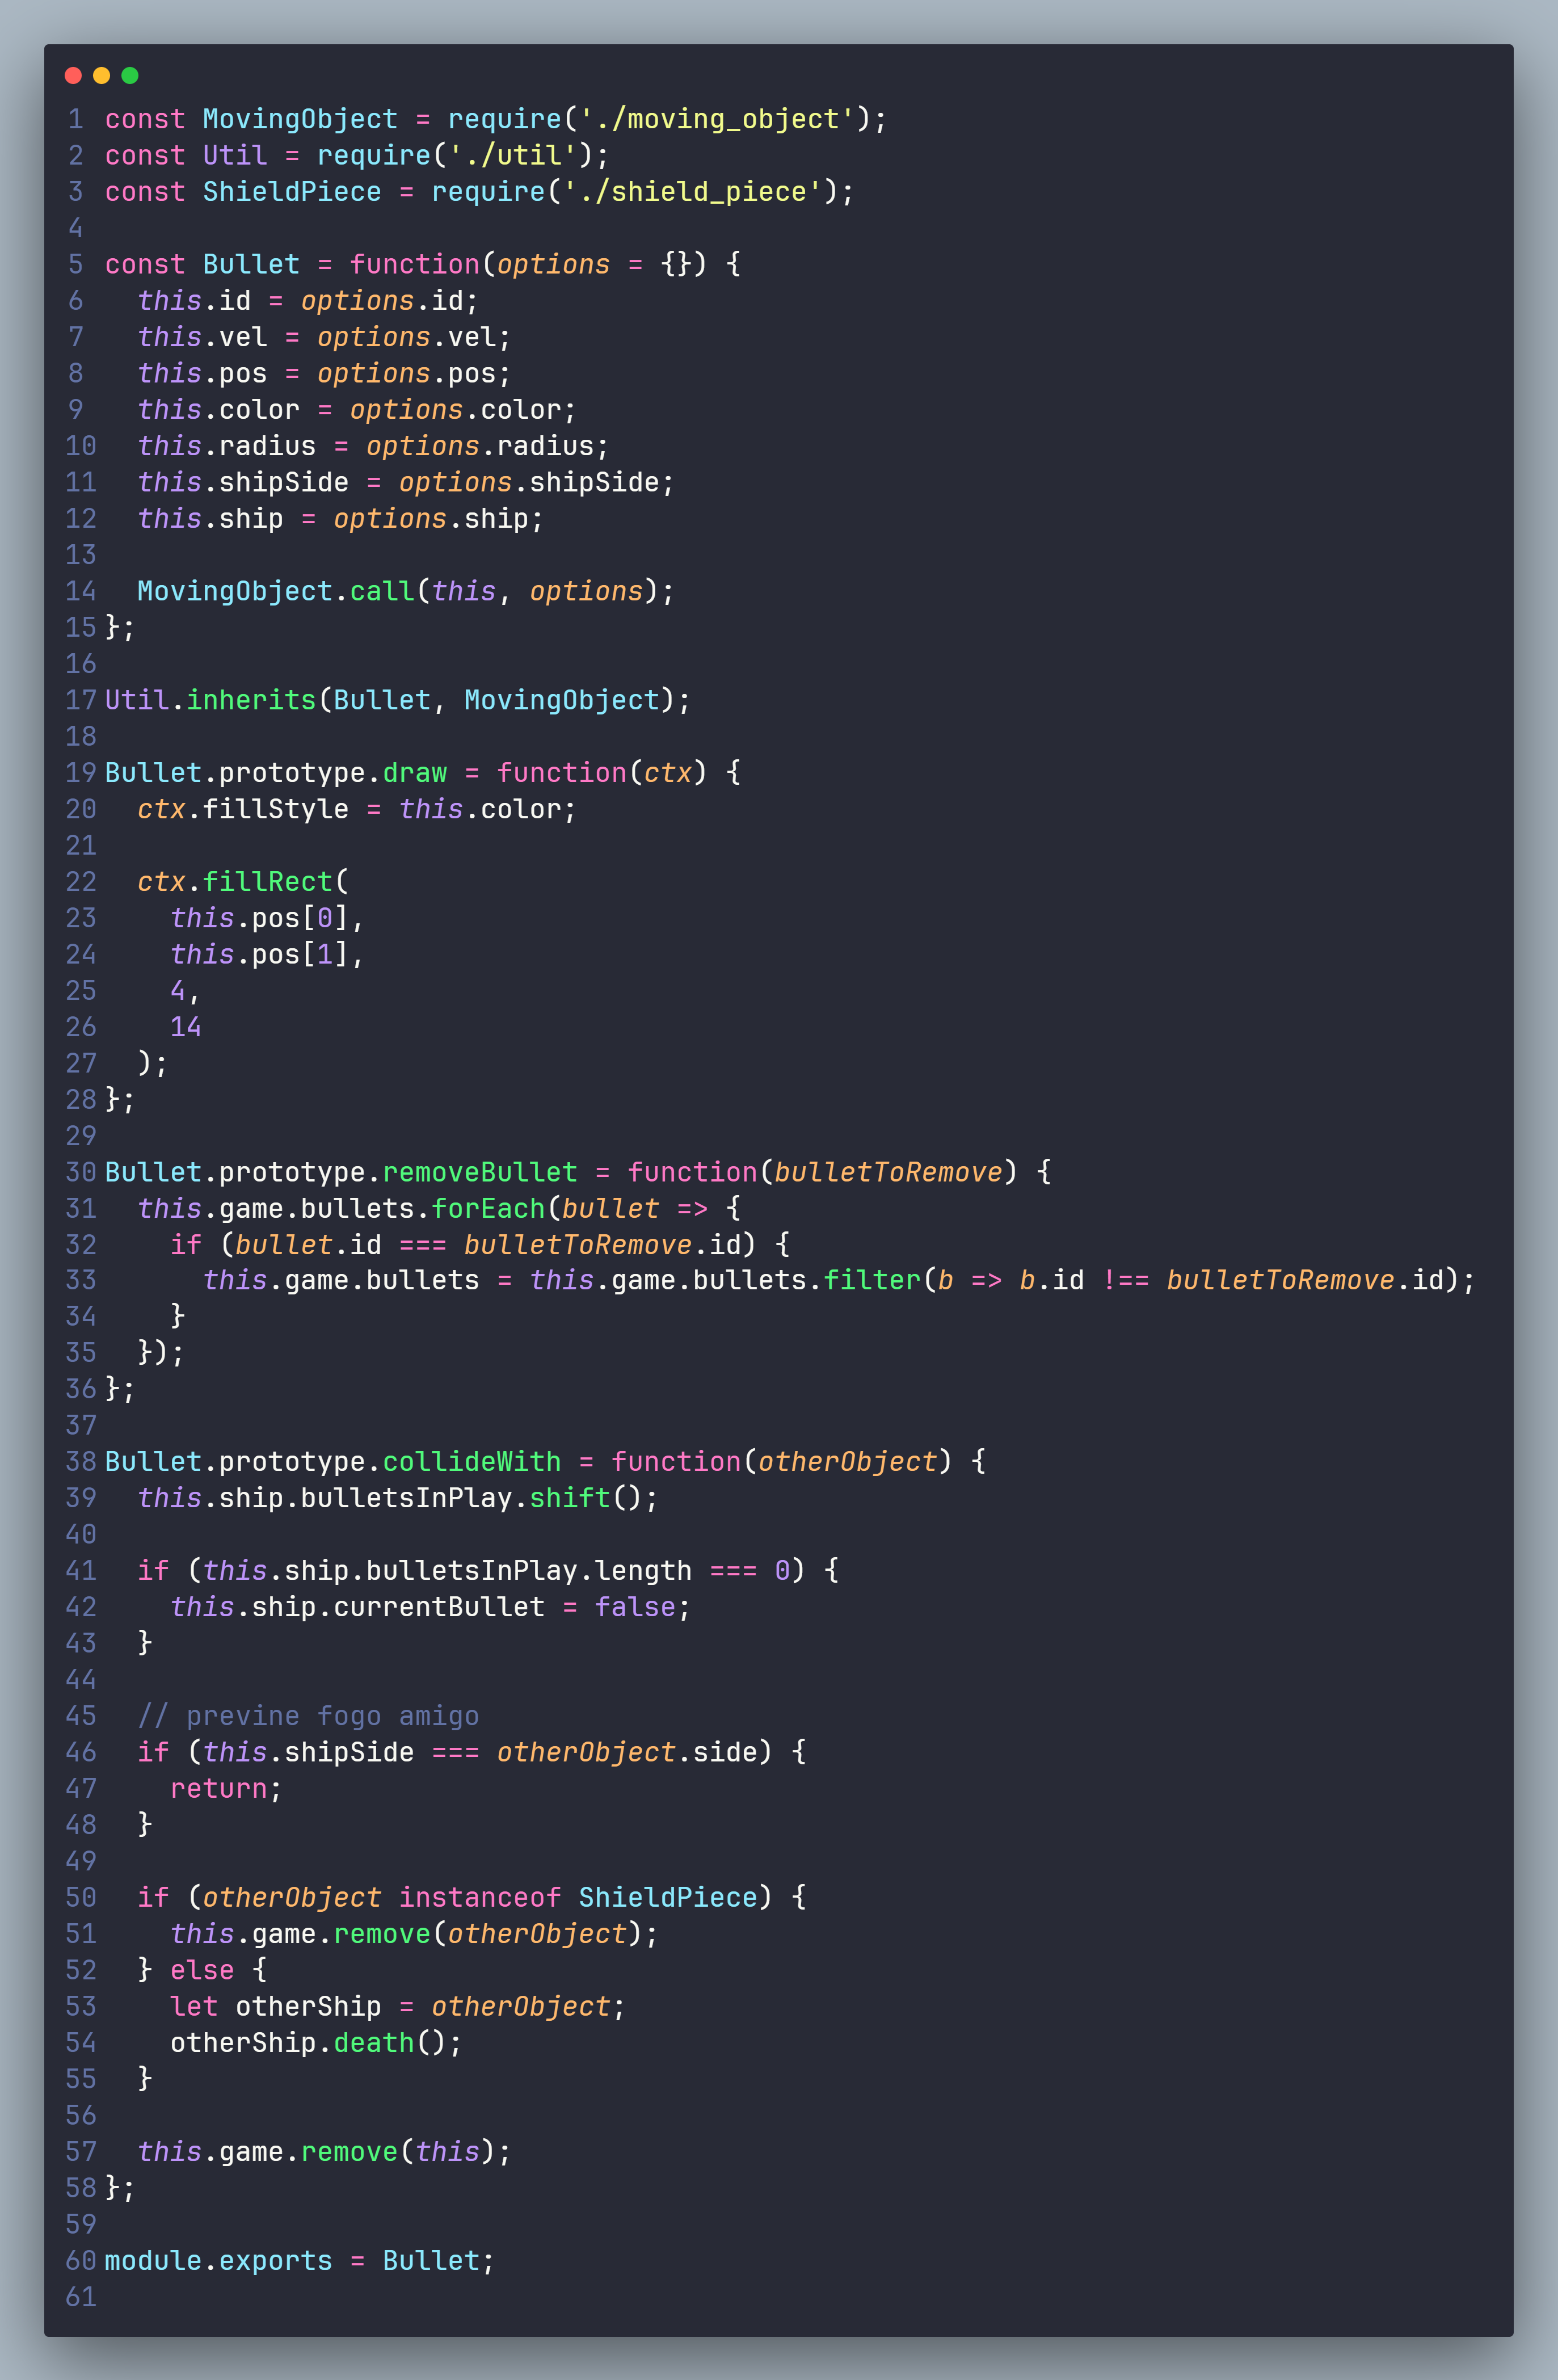 1 const MovingObject = require('./moving_object');
2 const Util = require('./util');
3 const ShieldPiece = require('./shield_piece');
4
5 const Bullet = function(options = {}) {
6   this.id = options.id;
7   this.vel = options.vel;
8   this.pos = options.pos;
9   this.color = options.color;
10   this.radius = options.radius;
11   this.shipSide = options.shipSide;
12   this.ship = options.ship;
13
14   MovingObject.call(this, options);
15 };
16
17 Util.inherits(Bullet, MovingObject);
18
19 Bullet.prototype.draw = function(ctx) {
20   ctx.fillStyle = this.color;
21
22   ctx.fillRect(
23     this.pos[0],
24     this.pos[1],
25     4,
26     14
27   );
28 };
29
30 Bullet.prototype.removeBullet = function(bulletToRemove) {
31   this.game.bullets.forEach(bullet => {
32     if (bullet.id === bulletToRemove.id) {
33       this.game.bullets = this.game.bullets.filter(b => b.id !== bulletToRemove.id);
34     }
35   });
36 };
37
38 Bullet.prototype.collideWith = function(otherObject) {
39   this.ship.bulletsInPlay.shift();
40
41   if (this.ship.bulletsInPlay.length === 0) {
42     this.ship.currentBullet = false;
43   }
44
45   // previne fogo amigo
46   if (this.shipSide === otherObject.side) {
47     return;
48   }
49
50   if (otherObject instanceof ShieldPiece) {
51     this.game.remove(otherObject);
52   } else {
53     let otherShip = otherObject;
54     otherShip.death();
55   }
56
57   this.game.remove(this);
58 };
59
60 module.exports = Bullet;
61